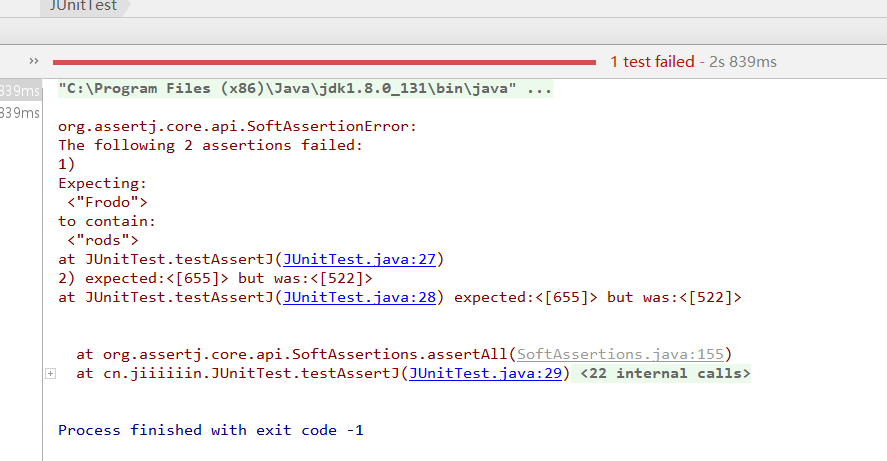 JUnitTest
>> 1 test failed - 2s 839ms
839ms "C:\Program Files (x86)\Java\jdk1.8.0_131\bin\java" ...
839ms
org.assertj.core.api.SoftAssertionError:
The following 2 assertions failed:
1)
Expecting:
<"Frodo">
to contain:
<"rods">
at JUnitTest.testAssertJ(JUnitTest.java:27)
2) expected:<[655]> but was:<[522]>
at JUnitTest.testAssertJ(JUnitTest.java:28) expected:<[655]> but was:<[522]>
at org.assertj.core.api.SoftAssertions.assertAll(SoftAssertions.java:155)
at cn.jiiiiiin.JUnitTest.testAssertJ(JUnitTest.java:29) <22 internal calls>
Process finished with exit code -1